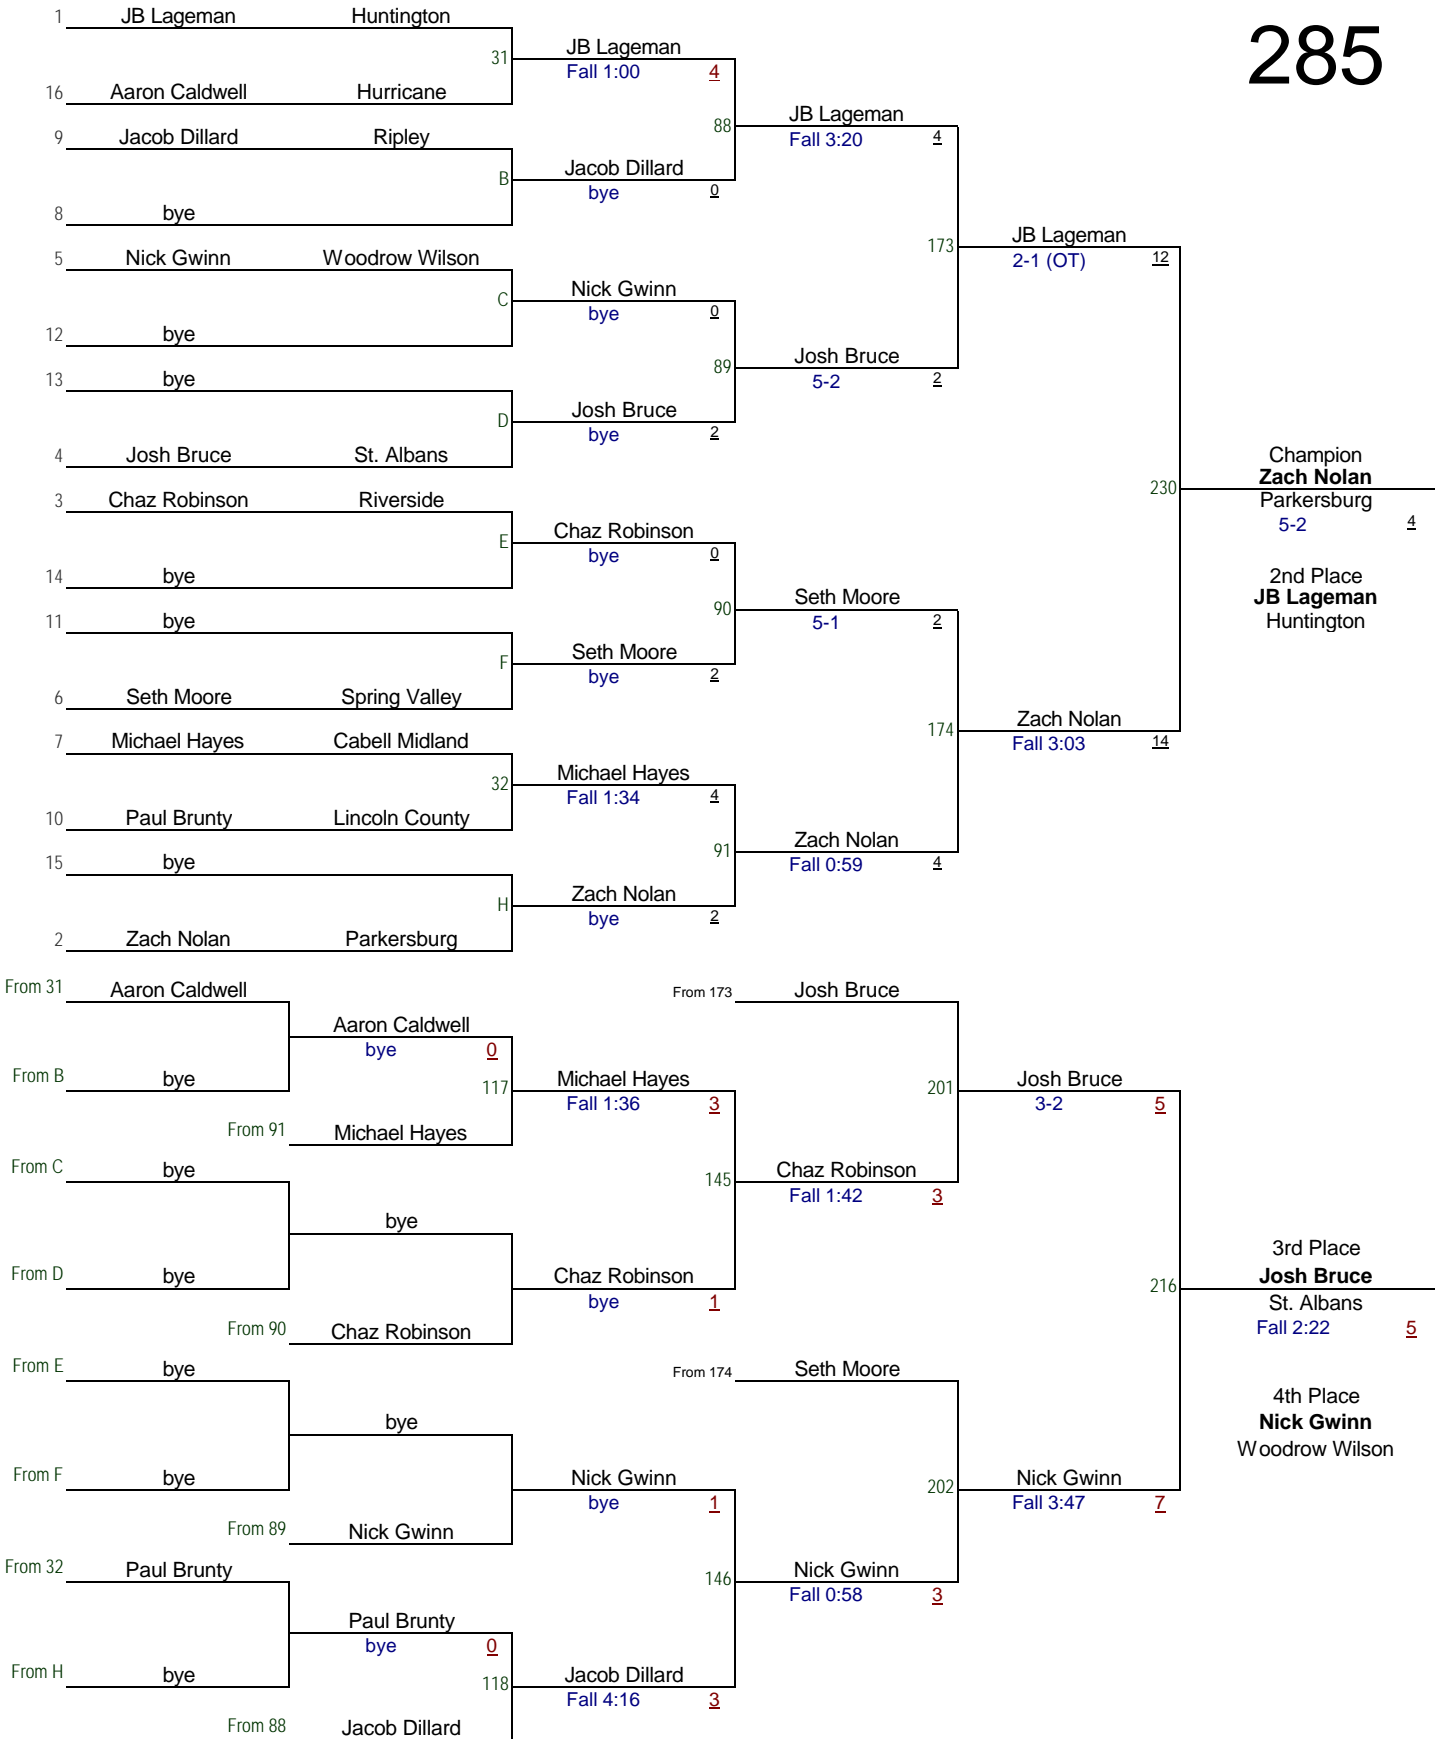 285
1 JB Lageman Huntington
31 JB Lageman
Fall 1:00 4
16 Aaron Caldwell Hurricane
88 JB Lageman
Fall 3:20 4
9 Jacob Dillard Ripley
B Jacob Dillard
bye 0
8 bye
173 JB Lageman
2-1 (OT) 12
5 Nick Gwinn Woodrow Wilson
C Nick Gwinn
bye 0
12 bye
89 Josh Bruce
5-2 2
13 bye
D Josh Bruce
bye 2
4 Josh Bruce St. Albans
230 Champion
Zach Nolan
Parkersburg
5-2 4
2nd Place
JB Lageman
Huntington
3 Chaz Robinson Riverside
E Chaz Robinson
bye 0
14 bye
90 Seth Moore
5-1 2
11 bye
F Seth Moore
bye 2
6 Seth Moore Spring Valley
174 Zach Nolan
Fall 3:03 14
7 Michael Hayes Cabell Midland
32 Michael Hayes
Fall 1:34 4
10 Paul Brunty Lincoln County
91 Zach Nolan
Fall 0:59 4
15 bye
H Zach Nolan
bye 2
2 Zach Nolan Parkersburg
From 31 Aaron Caldwell
Aaron Caldwell
bye 0
From B bye
117 Michael Hayes
Fall 1:36 3
From 91 Michael Hayes
From 173 Josh Bruce
201 Josh Bruce
3-2 5
From C bye
145 Chaz Robinson
Fall 1:42 3
bye
From D bye
Chaz Robinson
bye 1
From 90 Chaz Robinson
216 3rd Place
Josh Bruce
St. Albans
Fall 2:22 5
4th Place
Nick Gwinn
Woodrow Wilson
From E bye
From 174 Seth Moore
bye
From F bye
Nick Gwinn
bye 1
202 Nick Gwinn
Fall 3:47 7
From 89 Nick Gwinn
From 32 Paul Brunty
146 Nick Gwinn
Fall 0:58 3
Paul Brunty
bye 0
From H bye
118 Jacob Dillard
Fall 4:16 3
From 88 Jacob Dillard